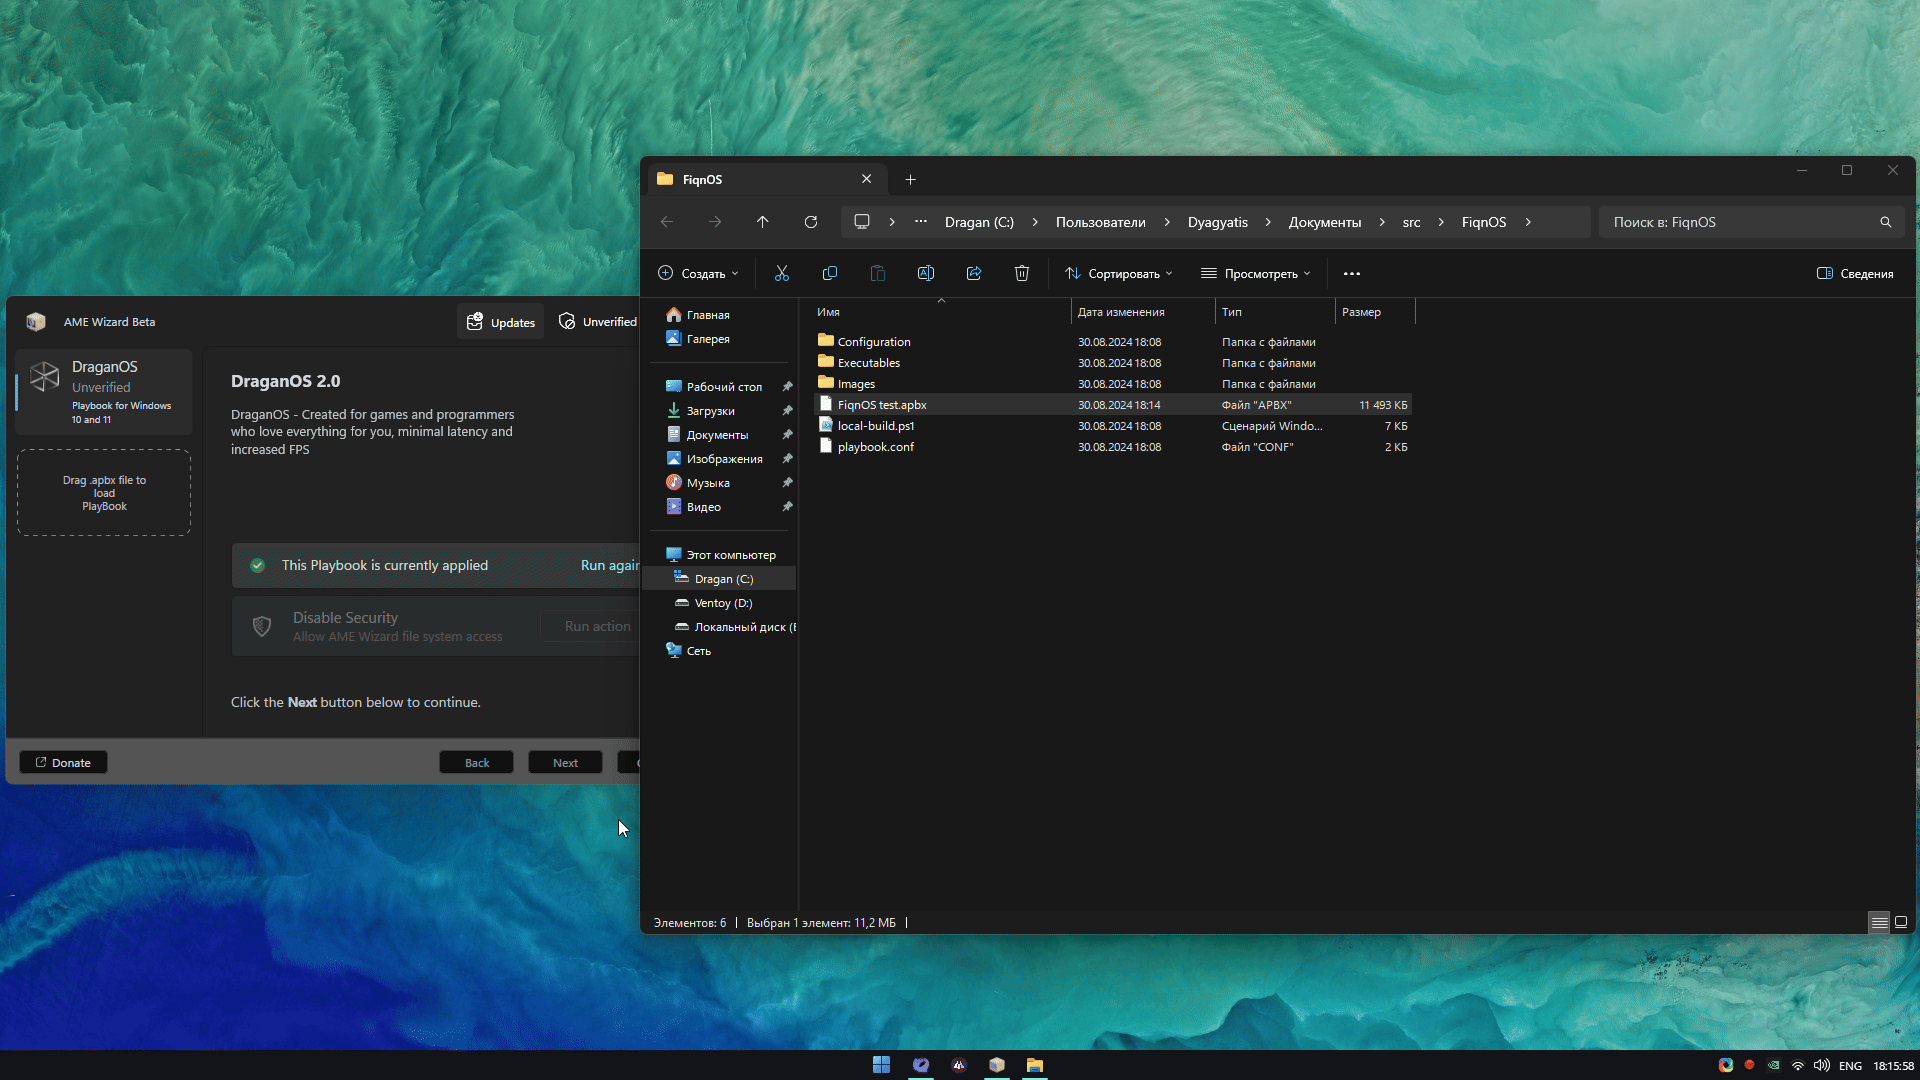 FiqnOS
Dragan (C:)
Пользователи
Dyagyatis
Документы
src
FiqnOS
Поиск в: FiqnOS
Создать
Сортировать
Просмотреть
Сведения
Главная
Галерея
Рабочий стол
Загрузки
Документы
Изображения
Музыка
Видео
Этот компьютер
Dragan (C:)
Ventoy (D:)
Локальный диск (E
Сеть
Имя Дата изменения Тип Размер
Configuration 30.08.2024 18:08 Папка с файлами
Executables 30.08.2024 18:08 Папка с файлами
Images 30.08.2024 18:08 Папка с файлами
FiqnOS test.apbx 30.08.2024 18:14 Файл "APBX" 11 493 КБ
local-build.ps1 30.08.2024 18:08 Сценарий Windo... 7 КБ
playbook.conf 30.08.2024 18:08 Файл "CONF" 2 КБ
Элементов: 6
Выбран 1 элемент: 11,2 МБ
AME Wizard Beta
Updates
Unverified
DraganOS
Unverified
Playbook for Windows
10 and 11
Drag .apbx file to
load
PlayBook
DraganOS 2.0
DraganOS - Created for games and programmers
who love everything for you, minimal latency and
increased FPS
This Playbook is currently applied
Run again
Disable Security
Allow AME Wizard file system access
Run action
Click the Next button below to continue.
Donate
Back
Next
ENG
18:15:58